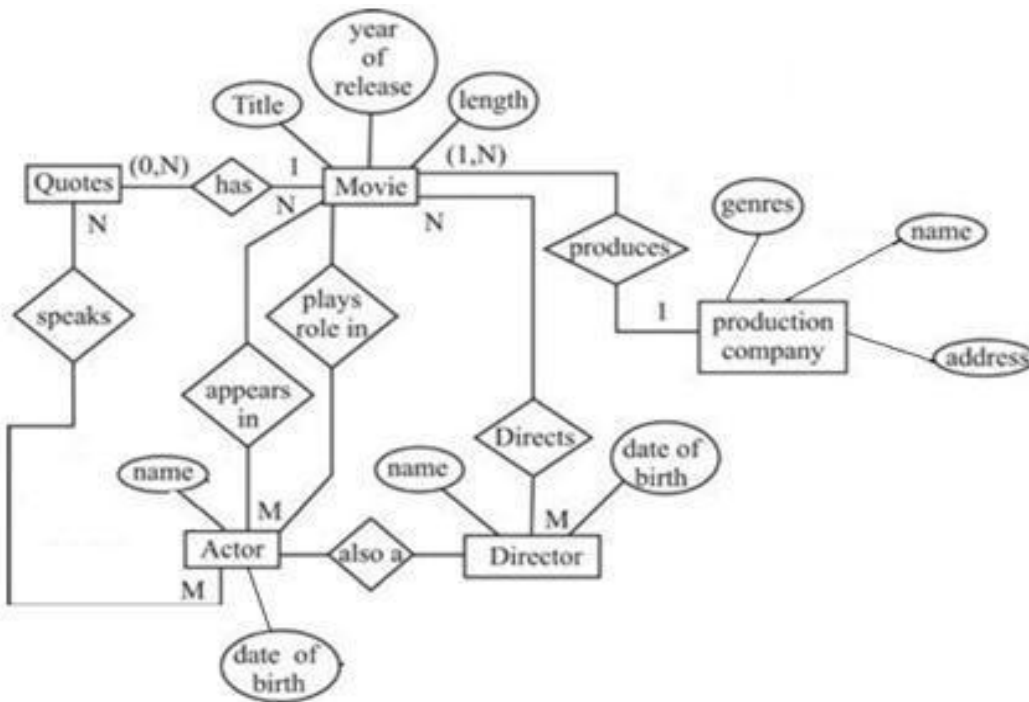 year
of
release
Title
length
(0,N)
1
(1,N)
Quotes
has
Movie
N
N
N
genres
name
produces
speaks
plays
role in
1
production
company
address
appears
in
Directs
date of
birth
name
name
M
M
Actor
also a
Director
M
date of
birth